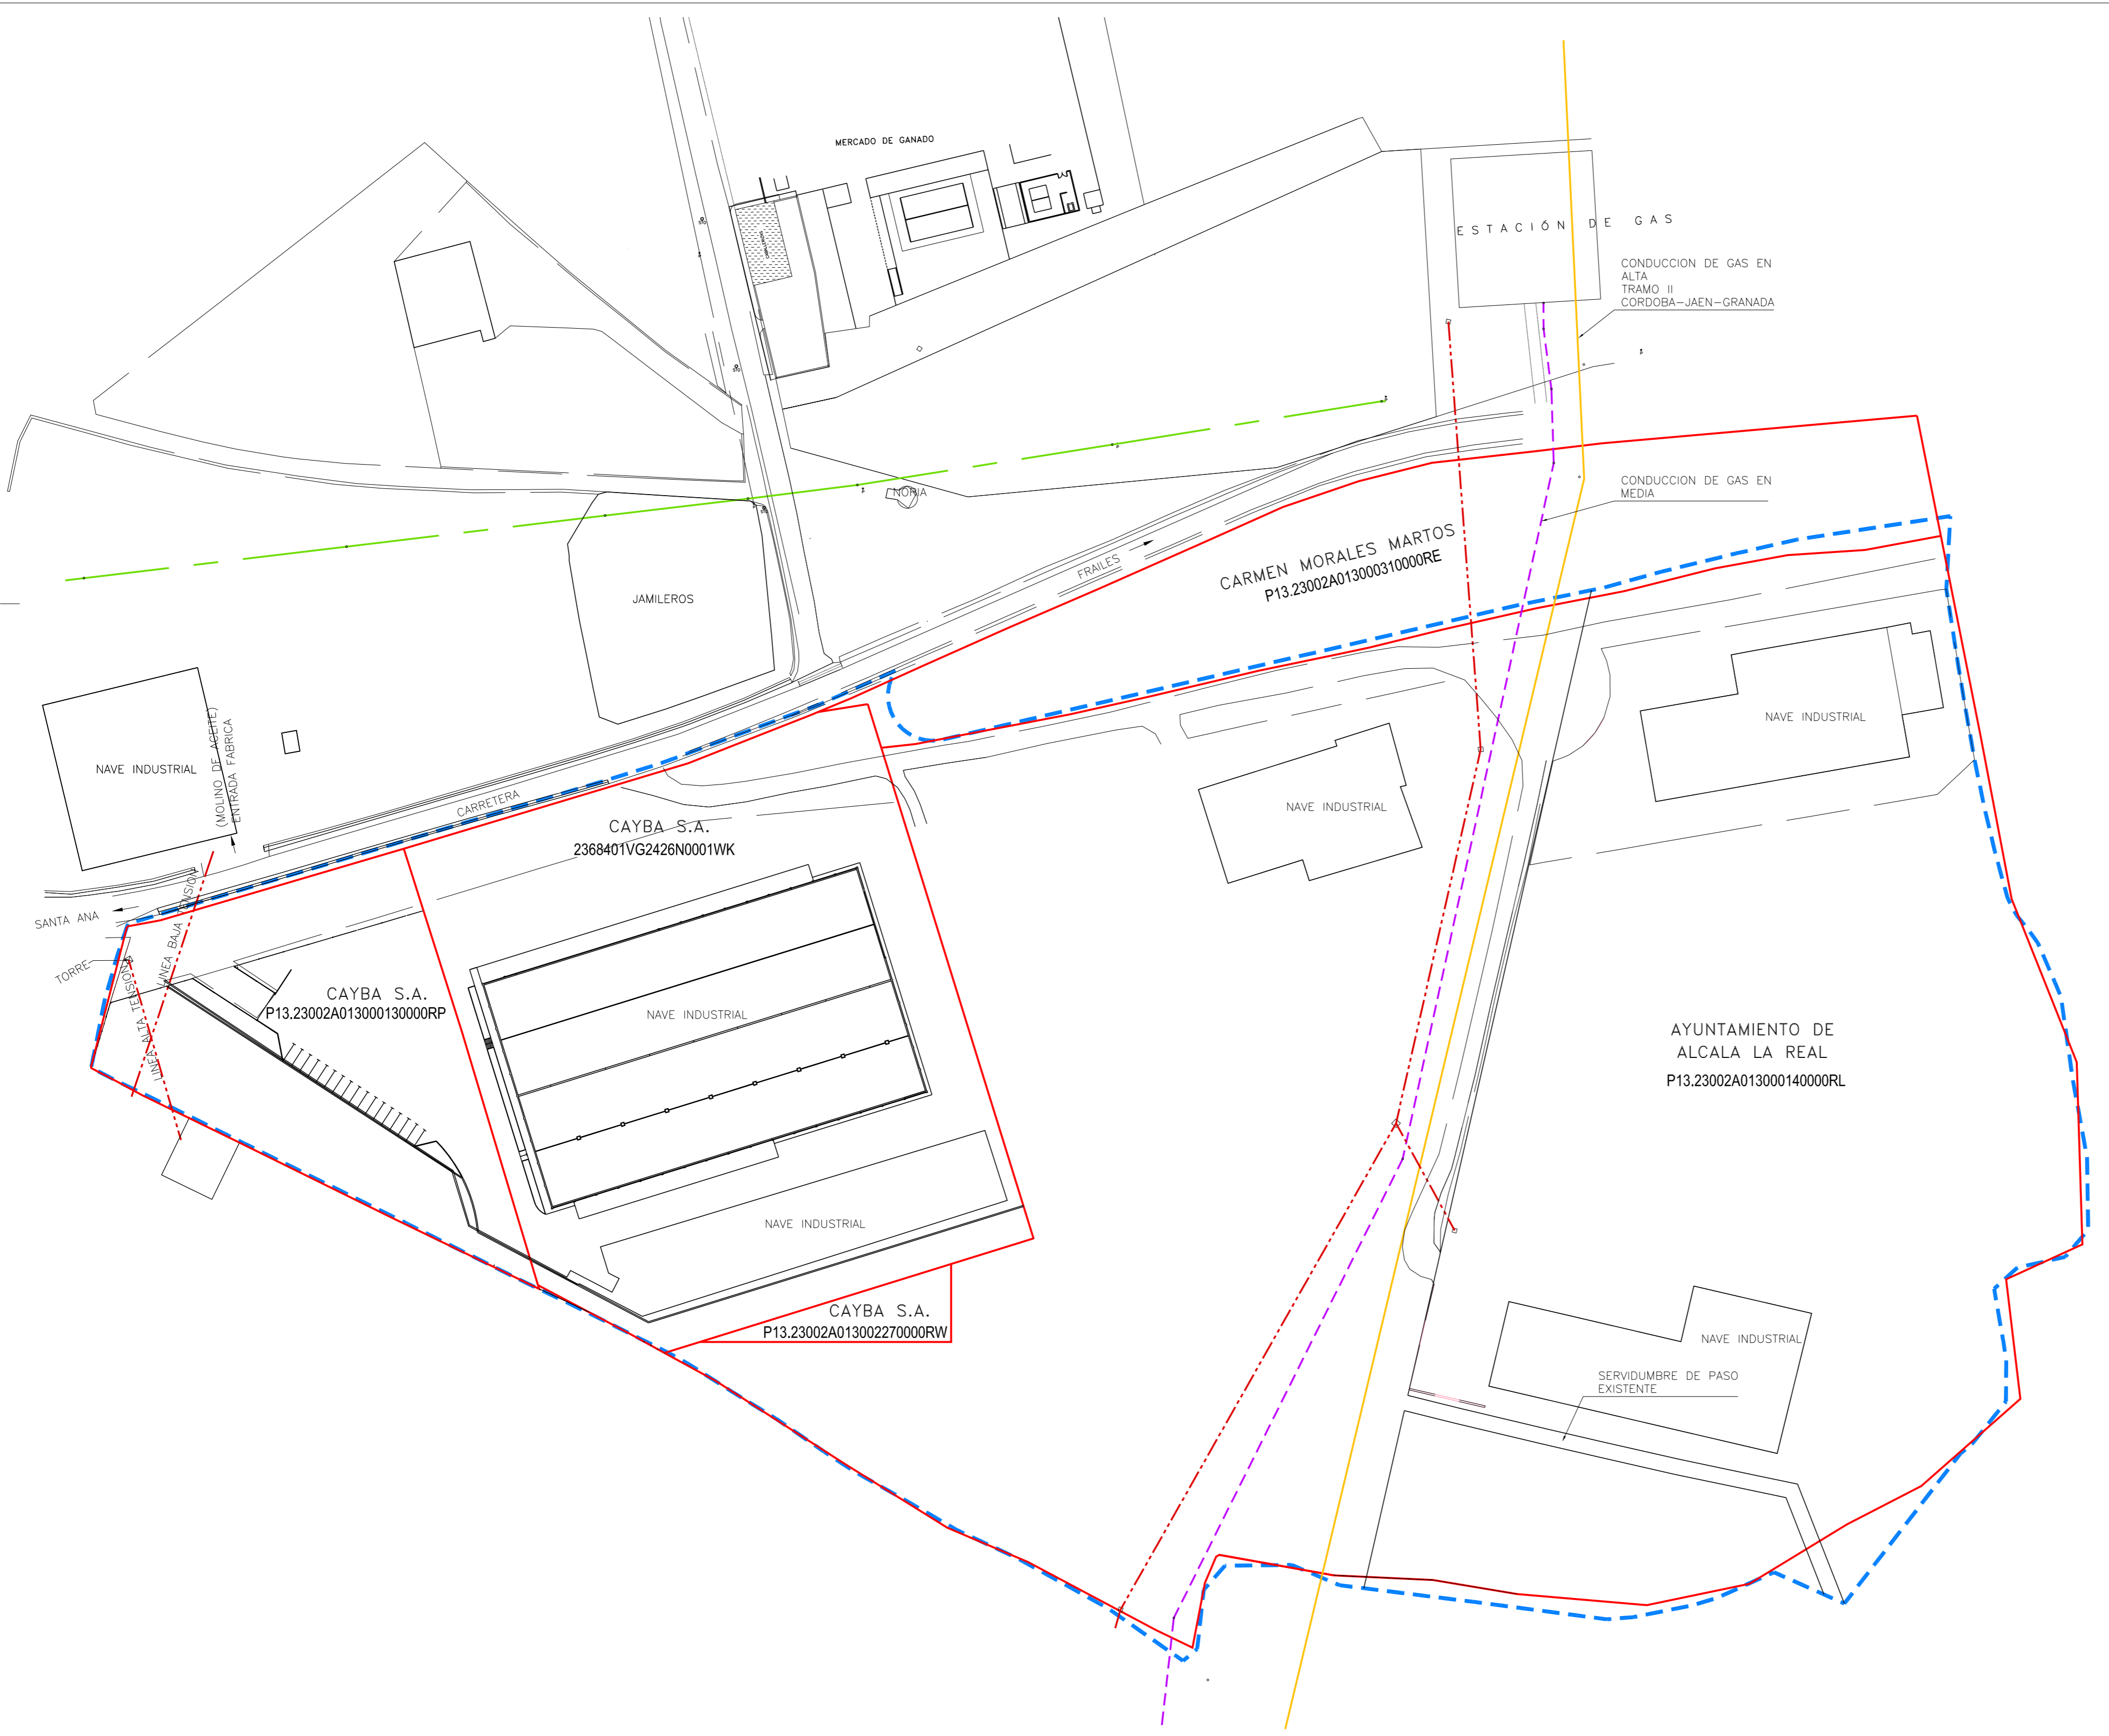 MERCADO DE GANADO
ESTACIÓN DE GAS
CONDUCCION DE GAS EN
ALTA
TRAMO II
CORDOBA-JAEN-GRANADA
CONDUCCION DE GAS EN
MEDIA
NORIA
CARMEN MORALES MARTOS
P13.23002A013000310000RE
FRAILES
JAMILEROS
NAVE INDUSTRIAL
(MOLINO DE ACEITE)
ENTRADA FABRICA
CARRETERA
NAVE INDUSTRIAL
NAVE INDUSTRIAL
CAYBA S.A.
2368401VG2426N0001WK
SANTA ANA
TORRE
LINEA BAJA TENSION
LINEA ALTA TENSION
CAYBA S.A.
P13.23002A013000130000RP
NAVE INDUSTRIAL
AYUNTAMIENTO DE
ALCALA LA REAL
P13.23002A013000140000RL
NAVE INDUSTRIAL
CAYBA S.A.
P13.23002A013002270000RW
NAVE INDUSTRIAL
SERVIDUMBRE DE PASO
EXISTENTE